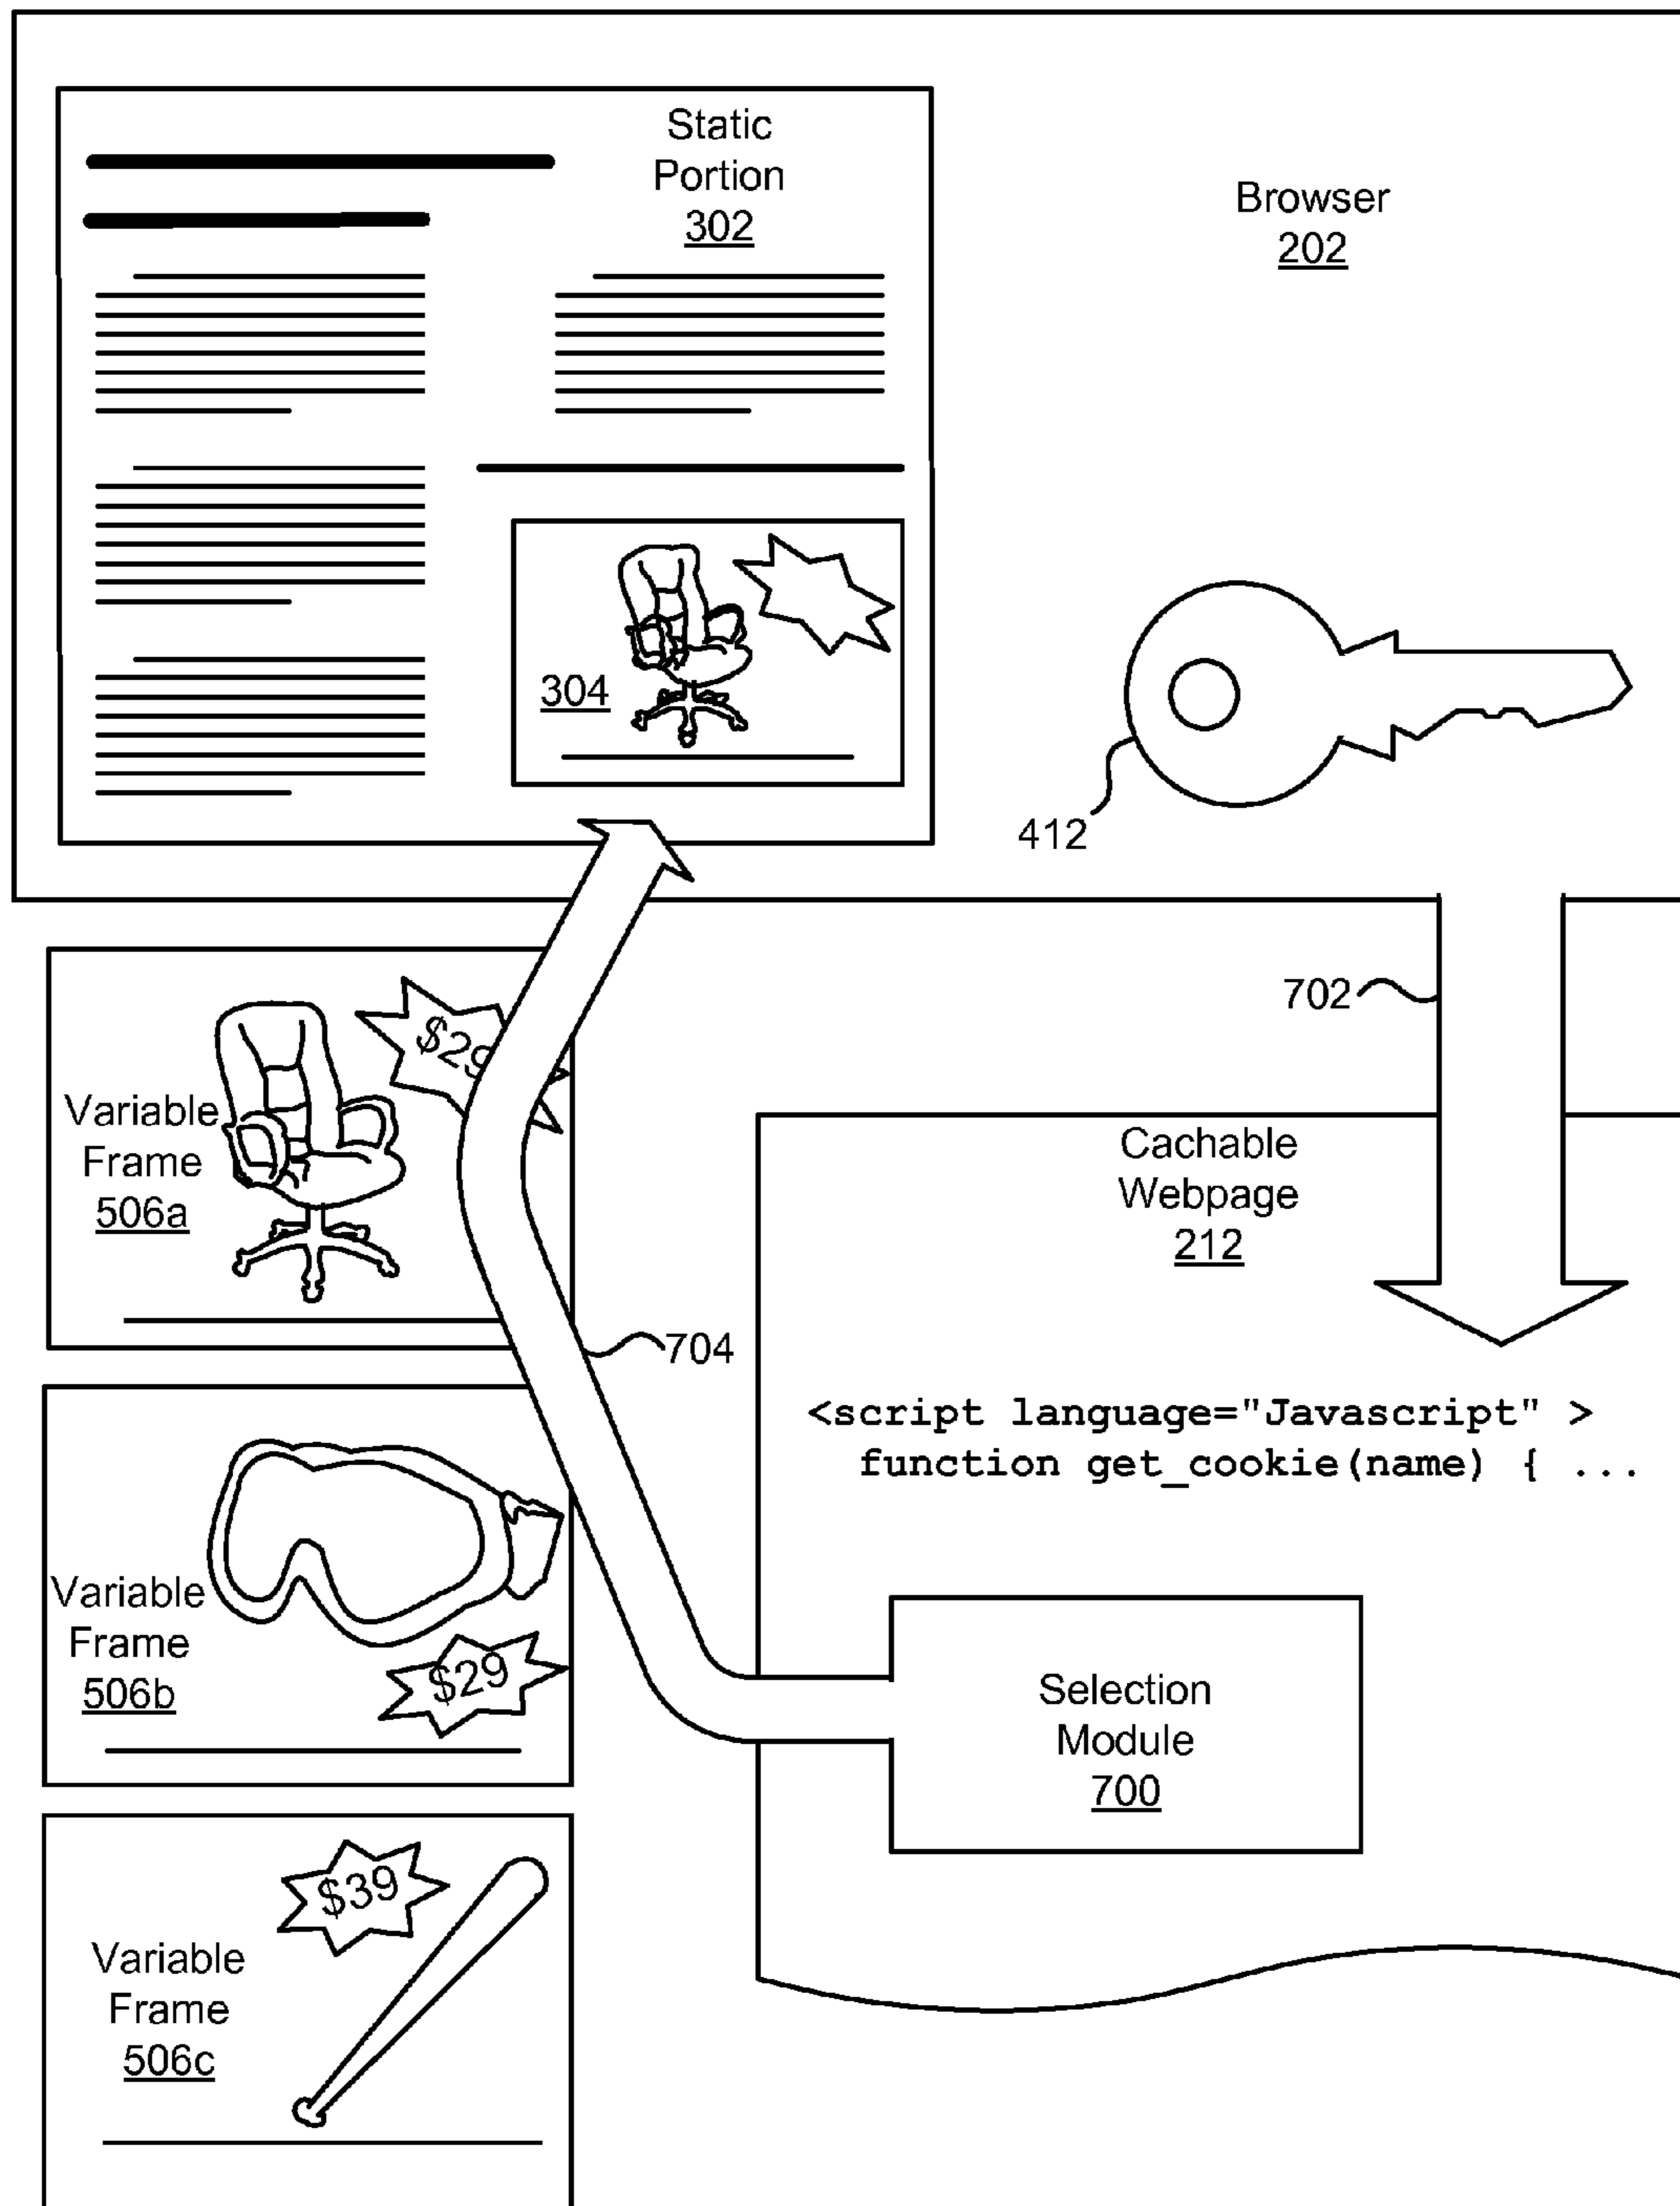 Static
Portion
302
Browser
202
304
412
702
Variable
Frame
506a
Cachable
Webpage
212
704
<script language="Javascript" >
function get_cookie(name) { ...
Variable
Frame
506b
$29
Selection
Module
700
$39
Variable
Frame
506c